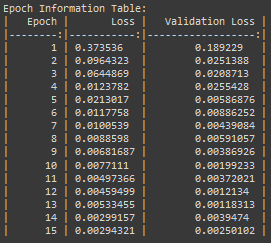 Epoch Information Table:
| Epoch | Loss | Validation Loss |
|--------:|-----------:|------------------:|
| 1 | 0.373536 | 0.189229 |
| 2 | 0.0964323 | 0.0251388 |
| 3 | 0.0644869 | 0.0208713 |
| 4 | 0.0123782 | 0.0255428 |
| 5 | 0.0213017 | 0.00586876 |
| 6 | 0.0117758 | 0.00886252 |
| 7 | 0.0100539 | 0.00439084 |
| 8 | 0.0088598 | 0.00591057 |
| 9 | 0.00681687 | 0.00386926 |
| 10 | 0.0077111 | 0.00199233 |
| 11 | 0.00497366 | 0.00372021 |
| 12 | 0.00459499 | 0.0012134 |
| 13 | 0.00533455 | 0.00118313 |
| 14 | 0.00299157 | 0.0039474 |
| 15 | 0.00294321 | 0.00250102 |